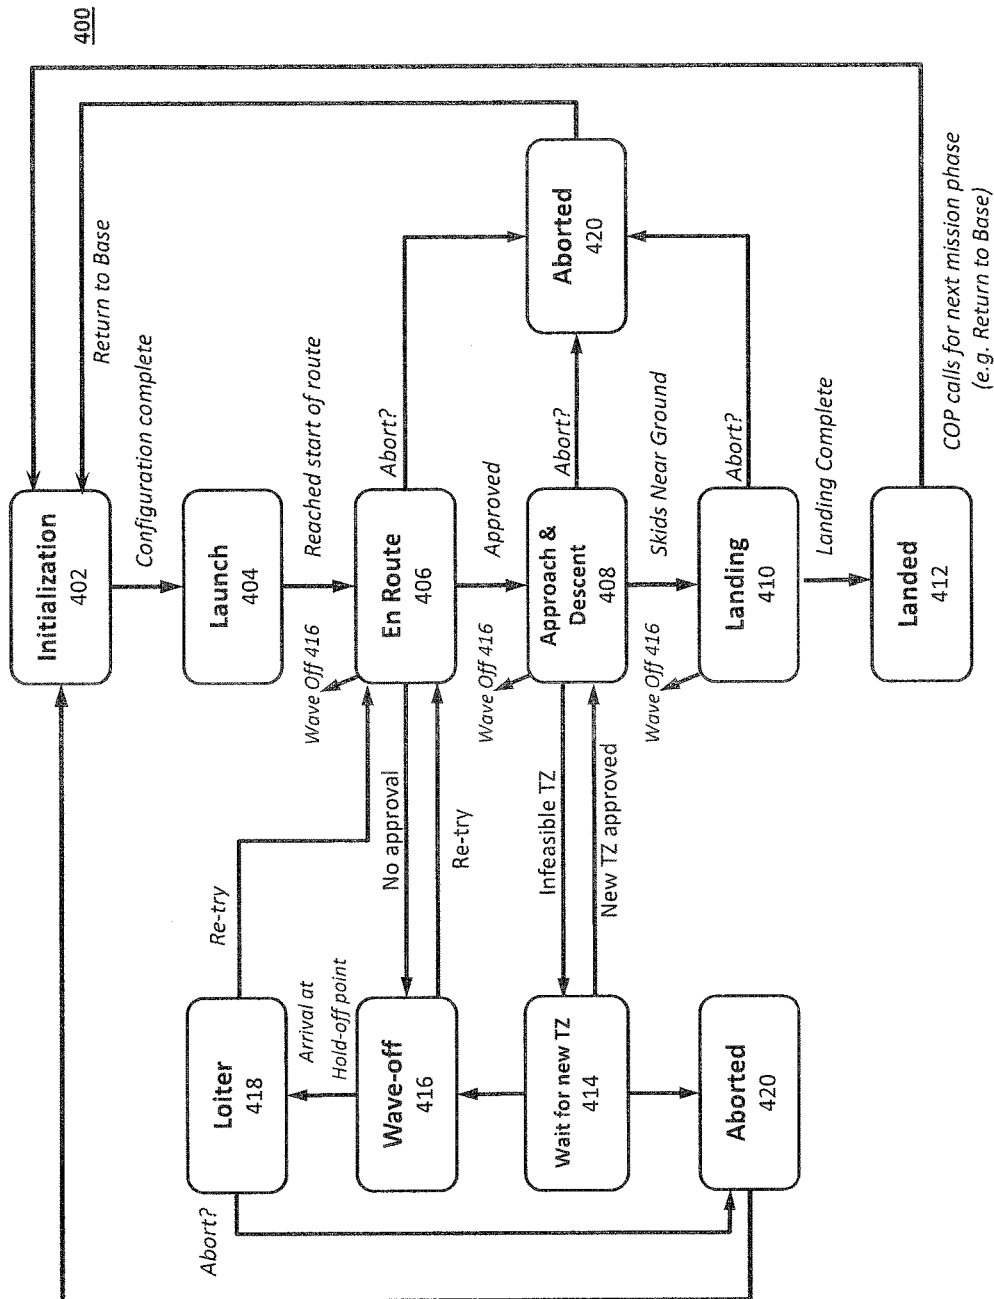 400
Initialization
402
Return to Base
Configuration complete
Launch
404
Reached start of route
En Route
406
Wave Off 416
Abort?
Approved
Approach &
Descent
408
Wave Off 416
Abort?
Skids Near Ground
Landing
410
Wave Off 416
Abort?
Landing Complete
Landed
412
COP calls for next mission phase
(e.g. Return to Base)
Aborted
420
Loiter
418
Re-try
Arrival at
Hold-off point
Wave-off
416
No approval
Re-try
Wait for new TZ
414
Infeasible TZ
New TZ approved
Aborted
420
Abort?